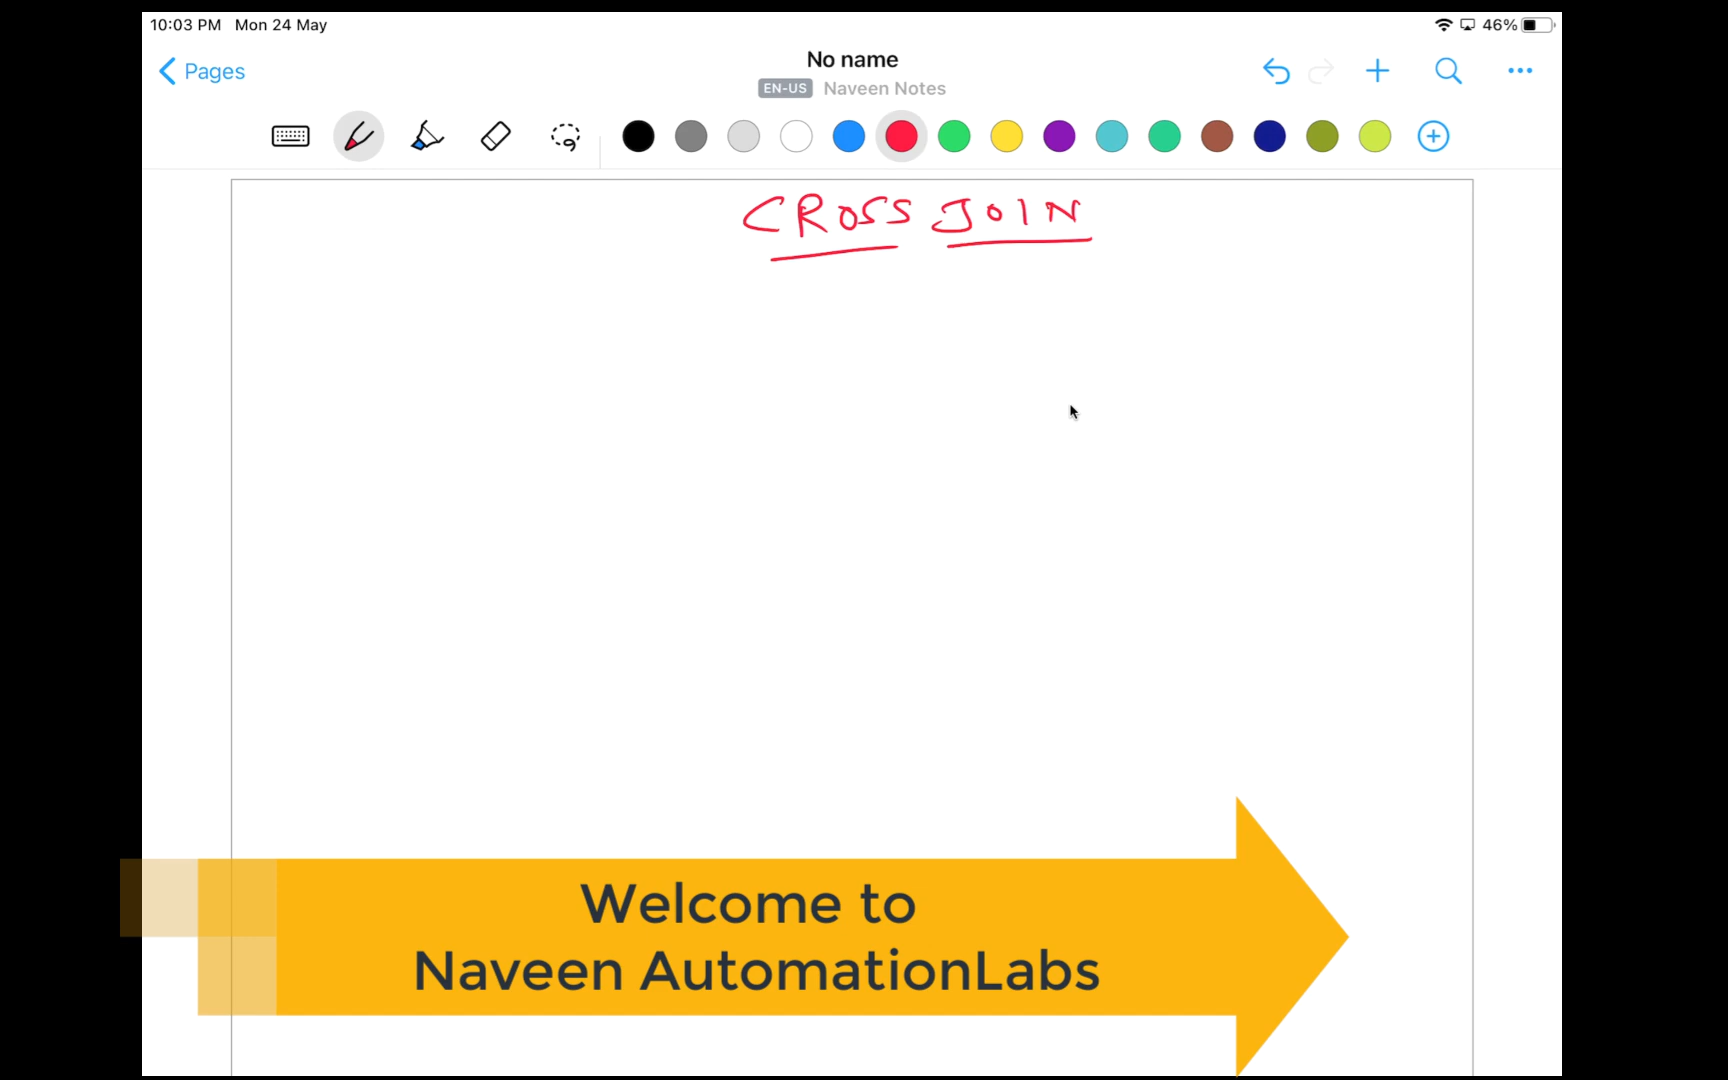 10:03 PM Mon 24 May
46%
Pages
No name
EN-US Naveen Notes
CROSS JOIN
Welcome to
Naveen AutomationLabs